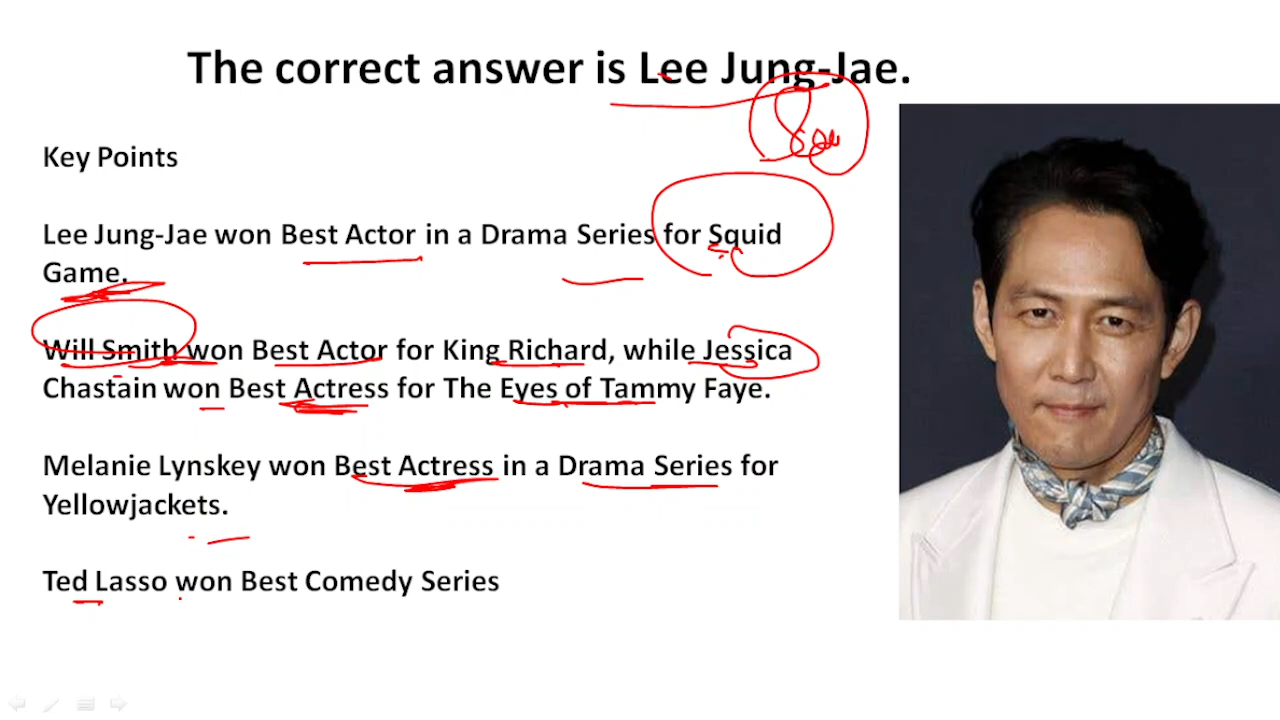 The correct answer is Lee Jung-Jae.
Key Points
Lee Jung-Jae won Best Actor in a Drama Series for Squid
Game.
Will Smith won Best Actor for King Richard, while Jessica
Chastain won Best Actress for The Eyes of Tammy Faye.
Melanie Lynskey won Best Actress in a Drama Series for
Yellowjackets.
Ted Lasso won Best Comedy Series